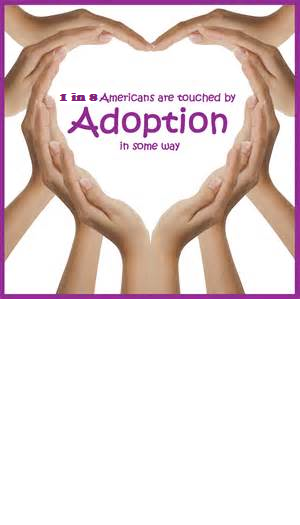 1 in 8 Americans are touched by
Adoption
in some way